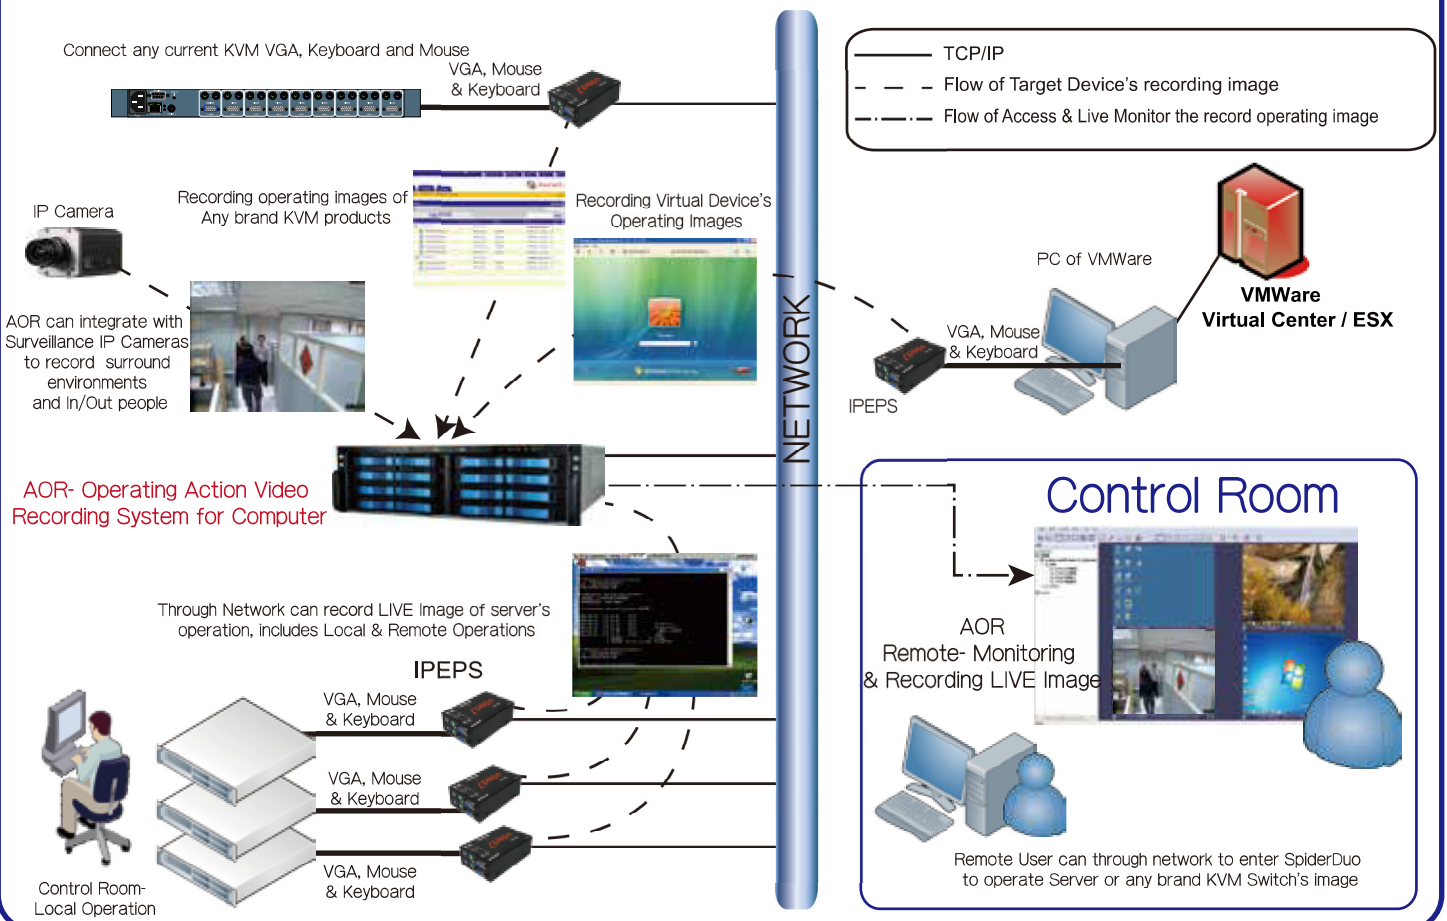 Connect any current KVM VGA, Keyboard and Mouse
VGA, Mouse
& Keyboard
TCP/IP
Flow of Target Device's recording image
Flow of Access & Live Monitor the record operating image
IP Camera
Recording operating images of
Any brand KVM products
Recording Virtual Device's
Operating Images
PC of VMWare
VMWare
Virtual Center / ESX
AOR can integrate with
Surveillance IP Cameras
to record surround
environments
and In/Out people
VGA, Mouse
& Keyboard
IPEPS
NETWORK
AOR- Operating Action Video
Recording System for Computer
Control Room
Through Network can record LIVE Image of server's
operation, includes Local & Remote Operations
AOR
Remote- Monitoring
& Recording LIVE Image
IPEPS
VGA, Mouse
& Keyboard
VGA, Mouse
& Keyboard
VGA, Mouse
& Keyboard
Control Room-
Local Operation
Remote User can through network to enter SpiderDuo
to operate Server or any brand KVM Switch's image